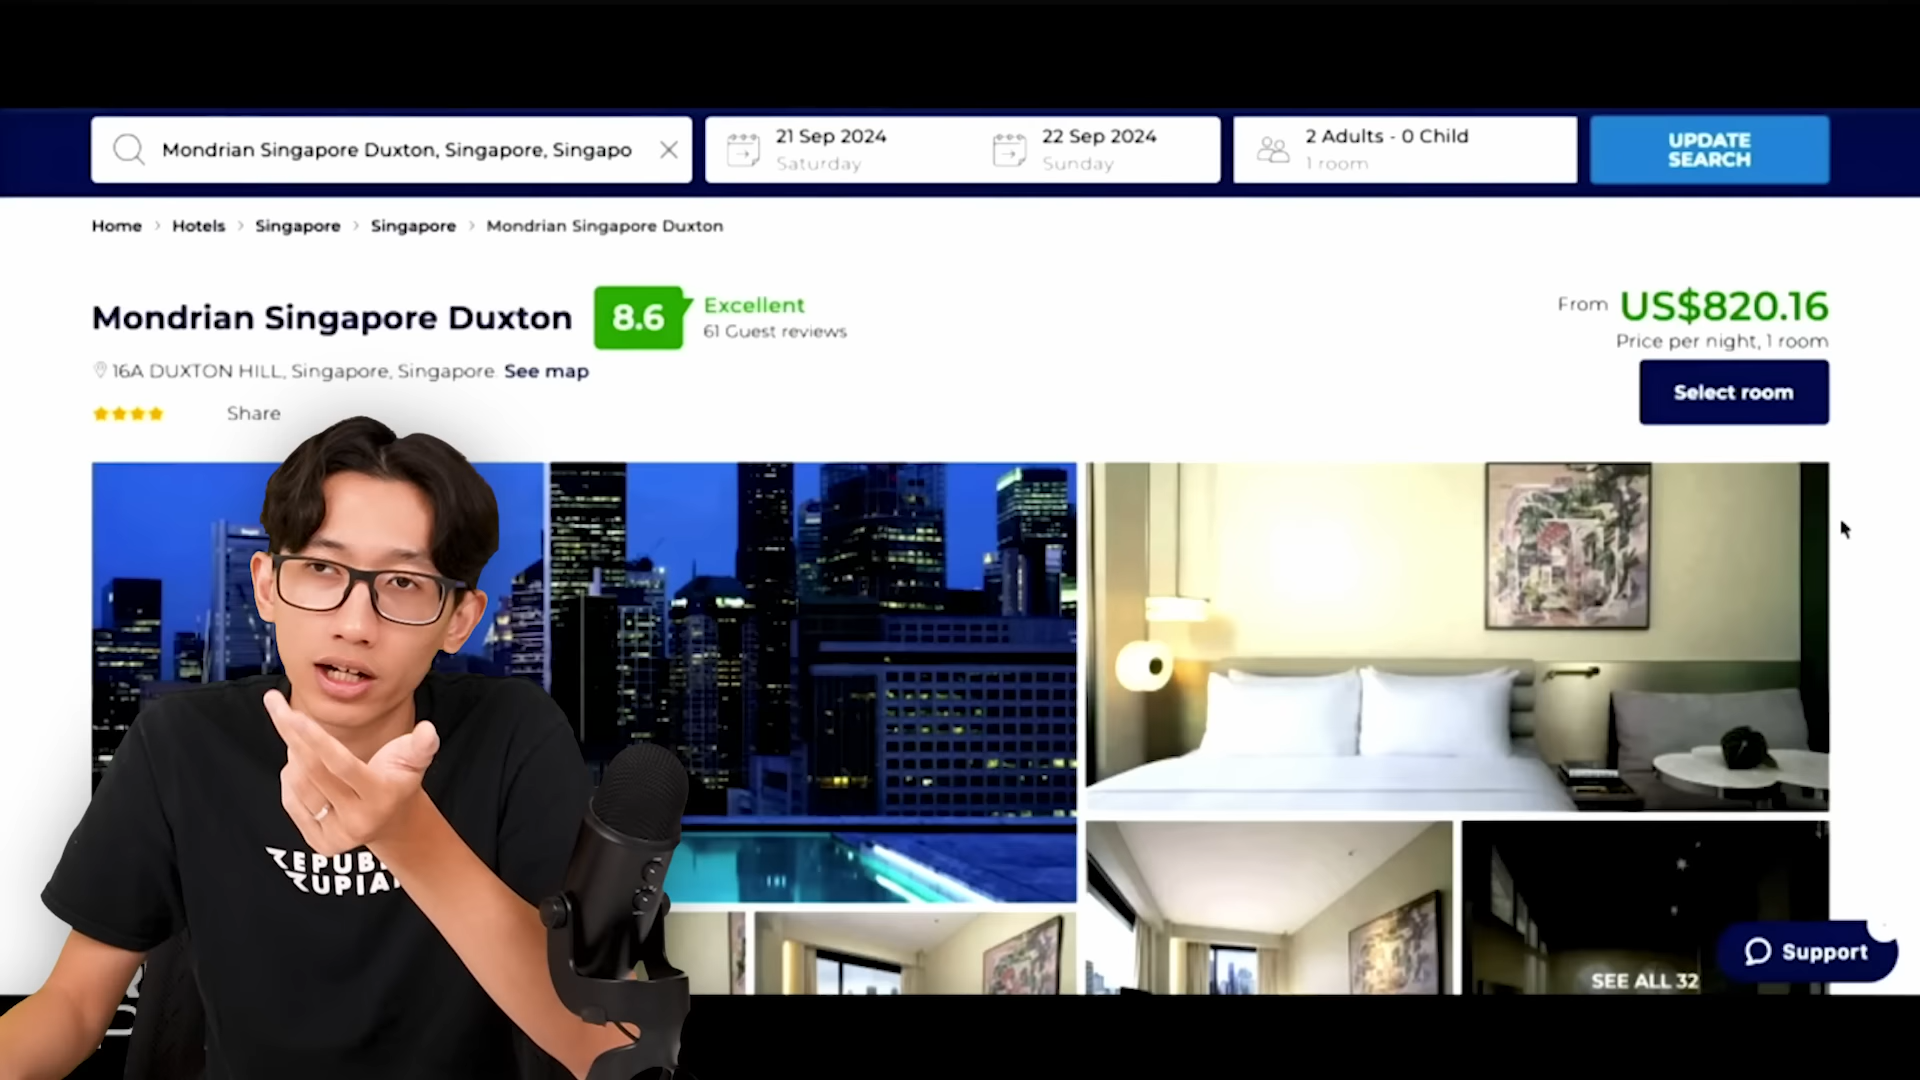 Mondrian Singapore Duxton, Singapore, Singapo
21 Sep 2024
Saturday
22 Sep 2024
Sunday
2 Adults - 0 Child
1 room
UPDATE
SEARCH
Home > Hotels > Singapore > Singapore > Mondrian Singapore Duxton
Mondrian Singapore Duxton
8.6
Excellent
61 Guest reviews
From US$820.16
Price per night, 1 room
16A DUXTON HILL, Singapore, Singapore. See map
Share
Select room
REPUB
RUPIA
Support
SEE ALL 32